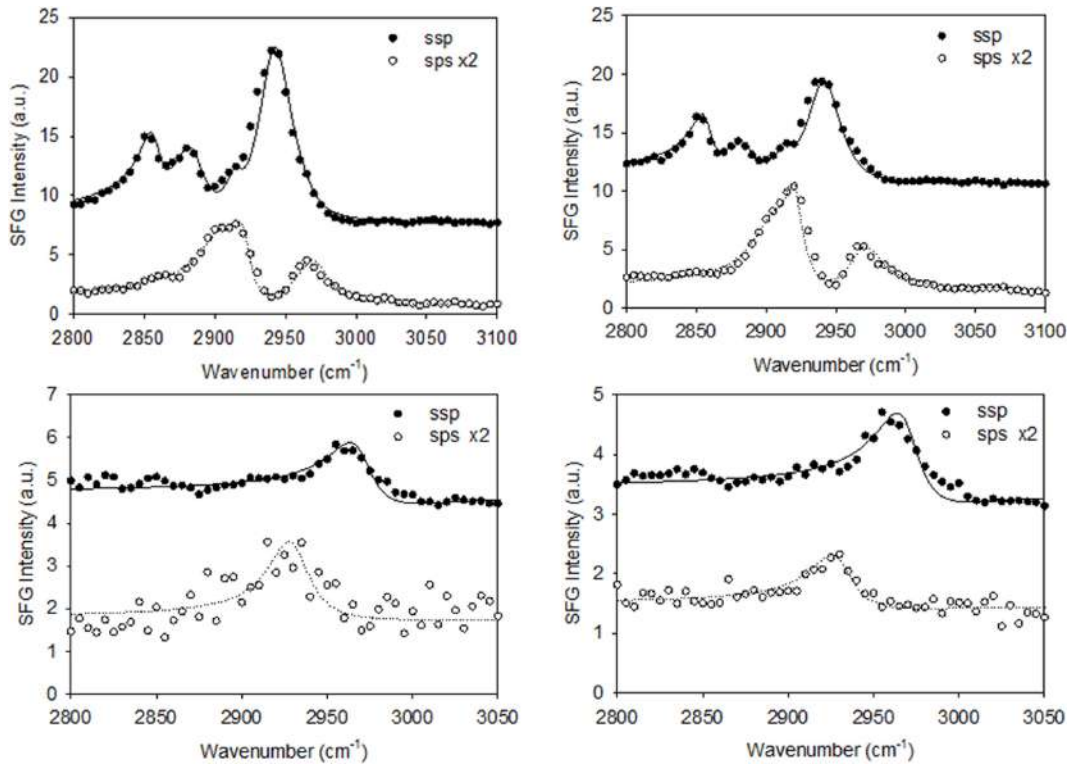 25
20
15
10
5
0
SFG Intensity (a.u.)
ssp
sps x2
2800 2850 2900 2950 3000 3050 3100
Wavenumber (cm-1)
25
20
15
10
5
0
SFG Intensity (a.u.)
ssp
sps x2
2800 2850 2900 2950 3000 3050 3100
Wavenumber (cm-1)
7
6
5
4
3
2
1
0
SFG Intensity (a.u.)
ssp
sps x2
2800 2850 2900 2950 3000 3050
Wavenumber (cm-1)
5
4
3
2
1
0
SFG Intensity (a.u.)
ssp
sps x2
2800 2850 2900 2950 3000 3050
Wavenumber (cm-1)